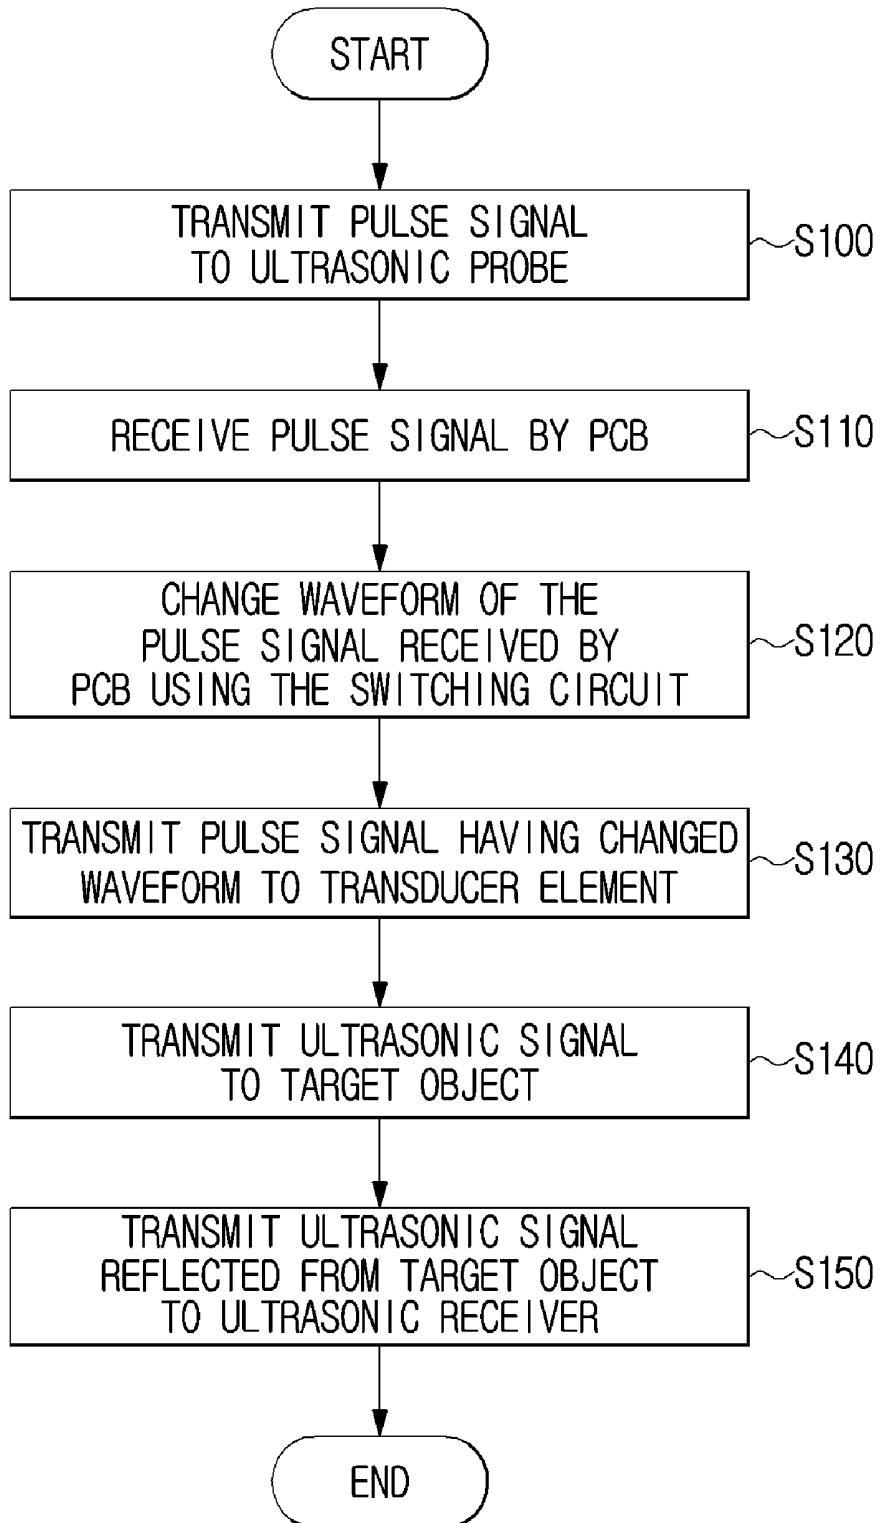 START
TRANSMIT PULSE SIGNAL
TO ULTRASONIC PROBE
S100
RECEIVE PULSE SIGNAL BY PCB
S110
CHANGE WAVEFORM OF THE
PULSE SIGNAL RECEIVED BY
PCB USING THE SWITCHING CIRCUIT
S120
TRANSMIT PULSE SIGNAL HAVING CHANGED
WAVEFORM TO TRANSDUCER ELEMENT
S130
TRANSMIT ULTRASONIC SIGNAL
TO TARGET OBJECT
S140
TRANSMIT ULTRASONIC SIGNAL
REFLECTED FROM TARGET OBJECT
TO ULTRASONIC RECEIVER
S150
END